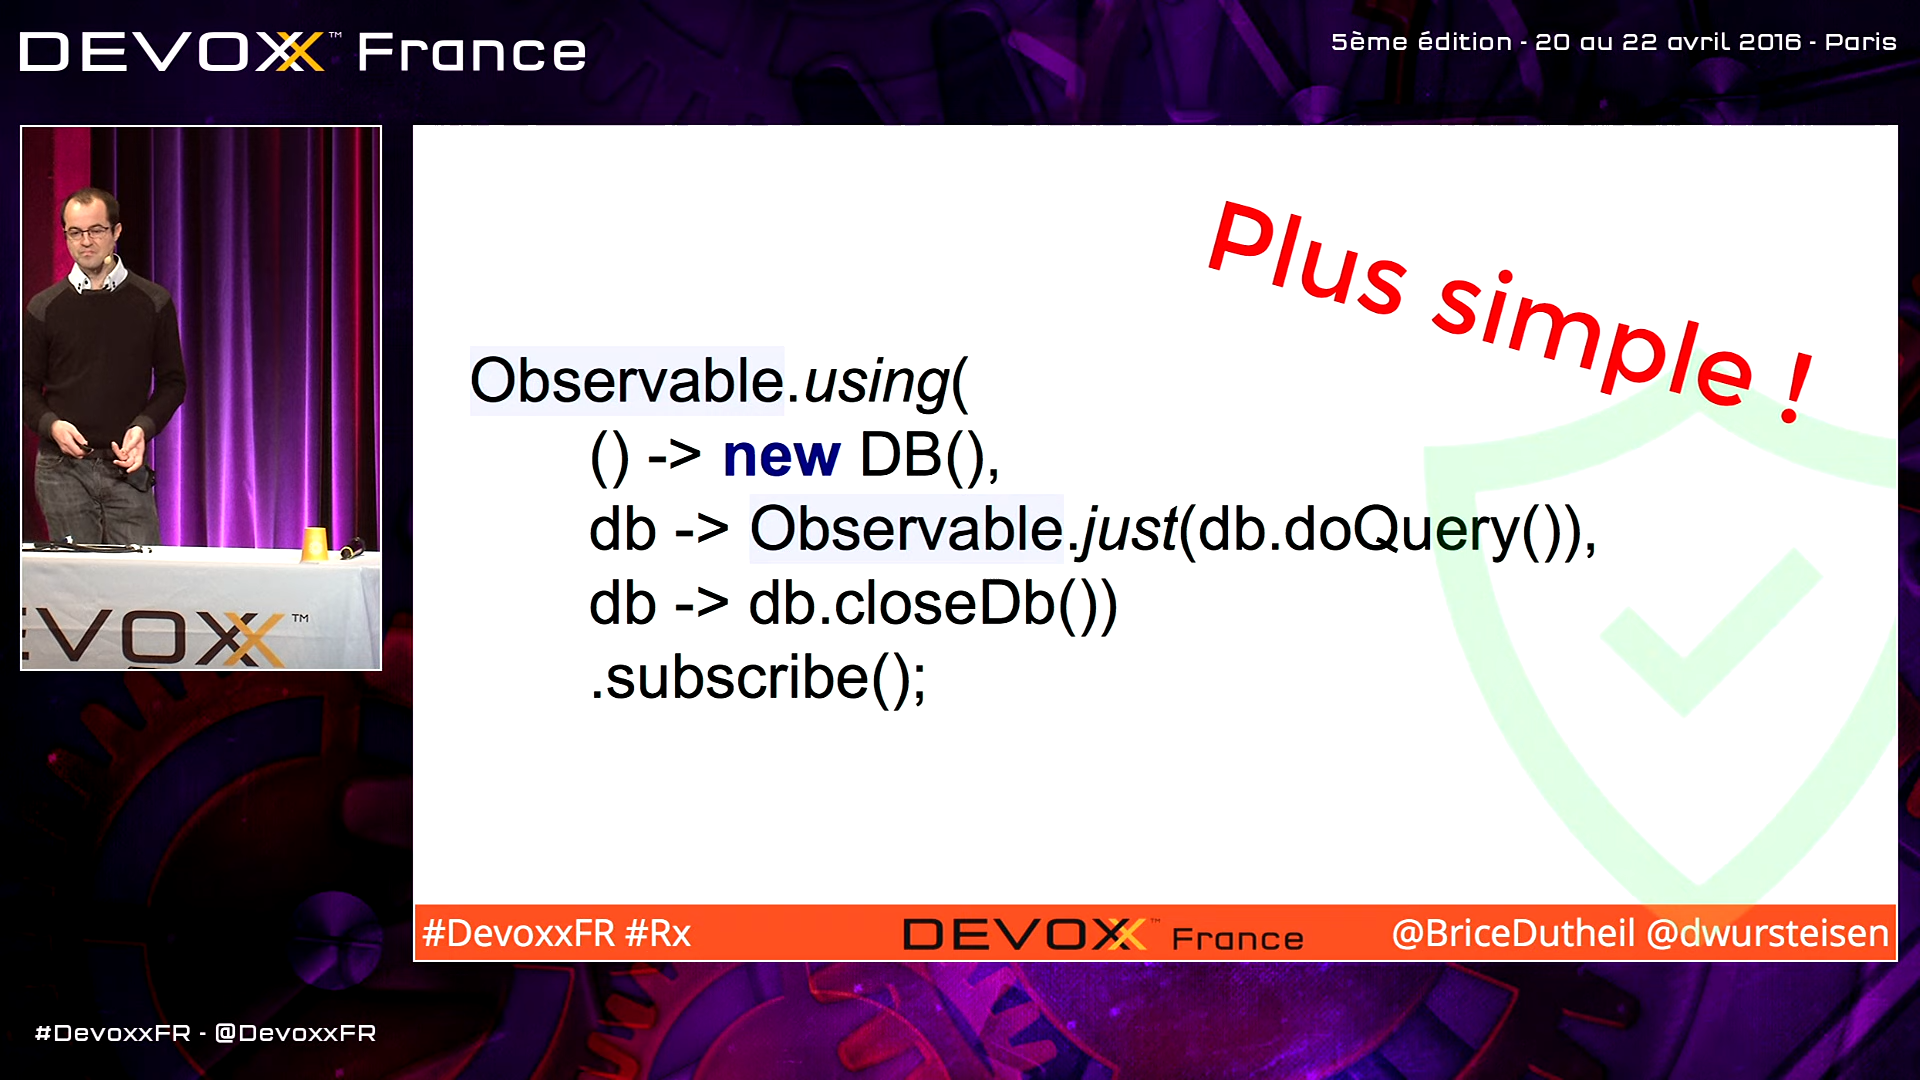 DEVOXX™ France
5ème édition - 20 au 22 avril 2016 - Paris
Plus simple !
Observable.using(
() -> new DB(),
db -> Observable.just(db.doQuery()),
db -> db.closeDb())
.subscribe();
EVOXX™
#DevoxxFR #Rx
DEVOXX™ France
@BriceDutheil @dwursteisen
#DevoxxFR - @DevoxxFR